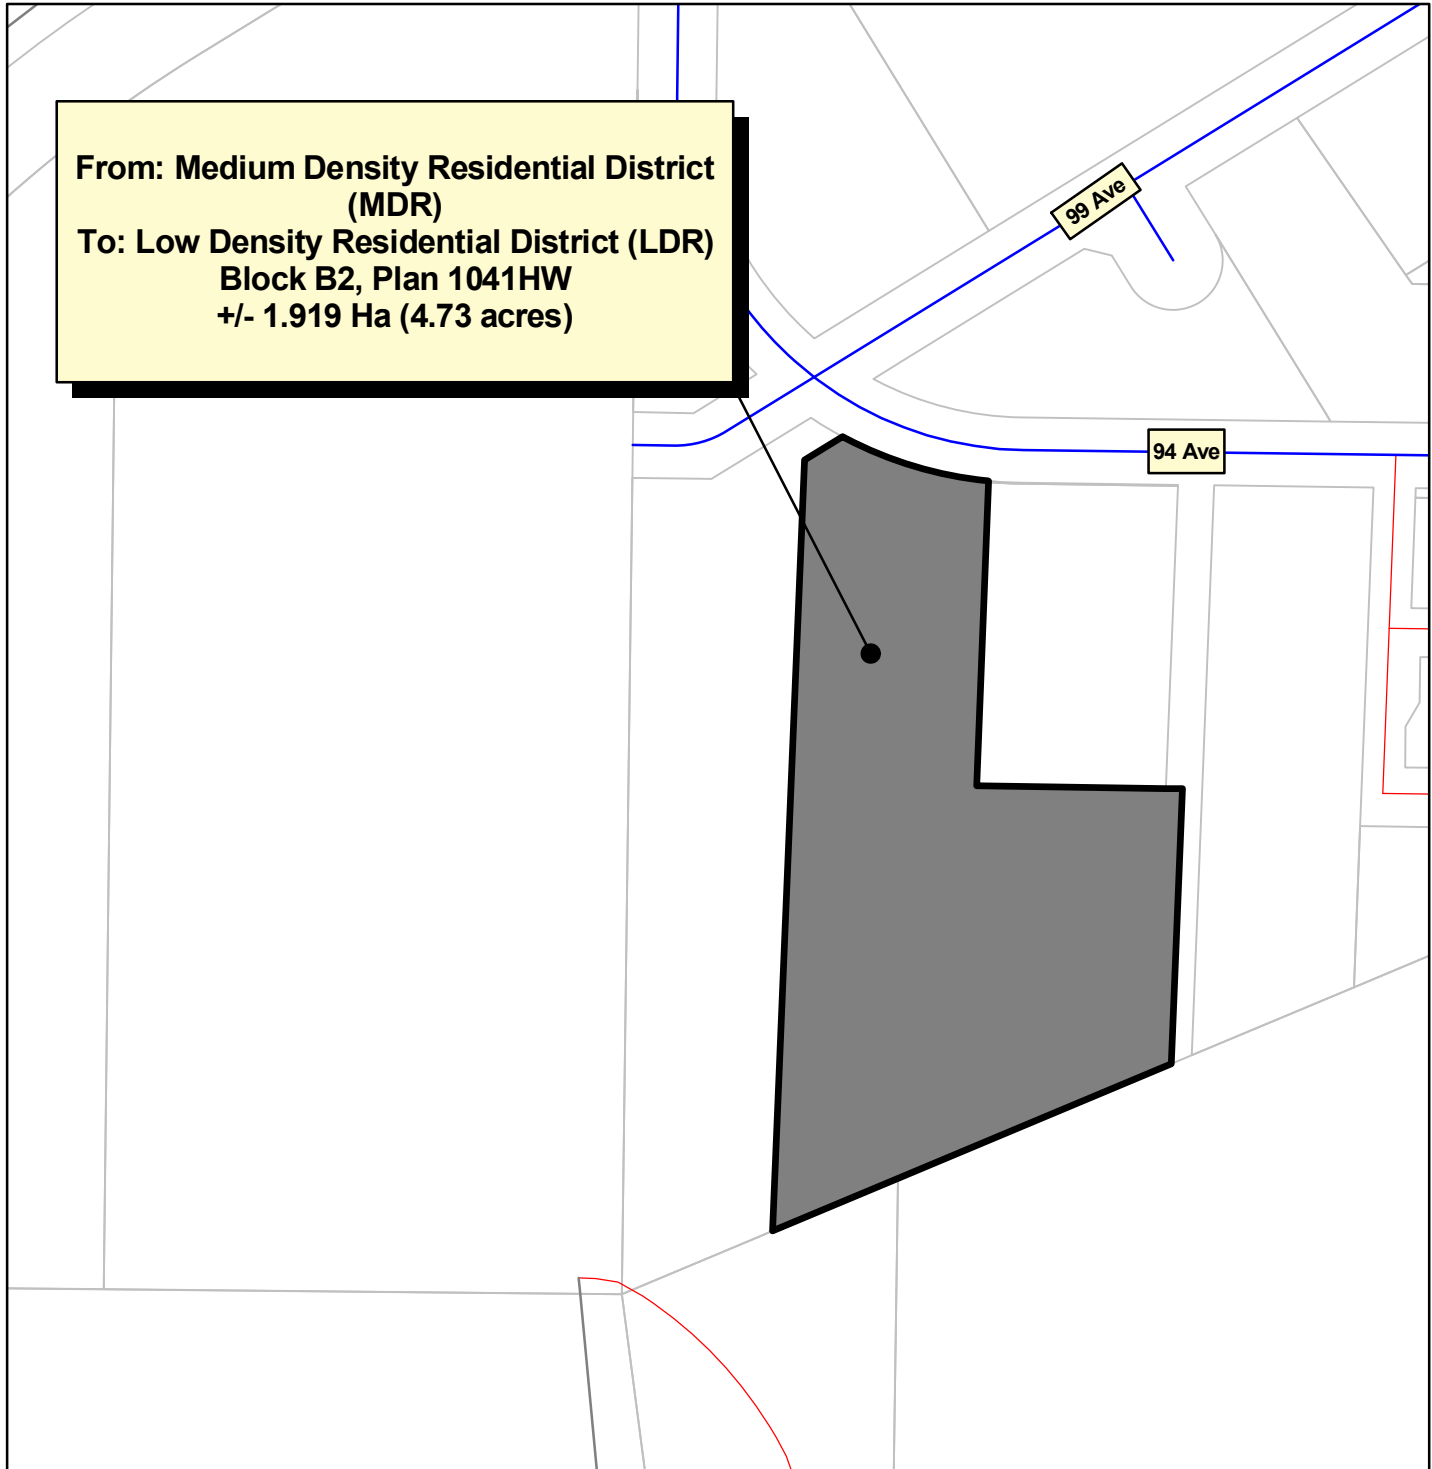 From: Medium Density Residential District
(MDR)
To: Low Density Residential District (LDR)
Block B2, Plan 1041HW
+/- 1.919 Ha (4.73 acres)
99 Ave
94 Ave